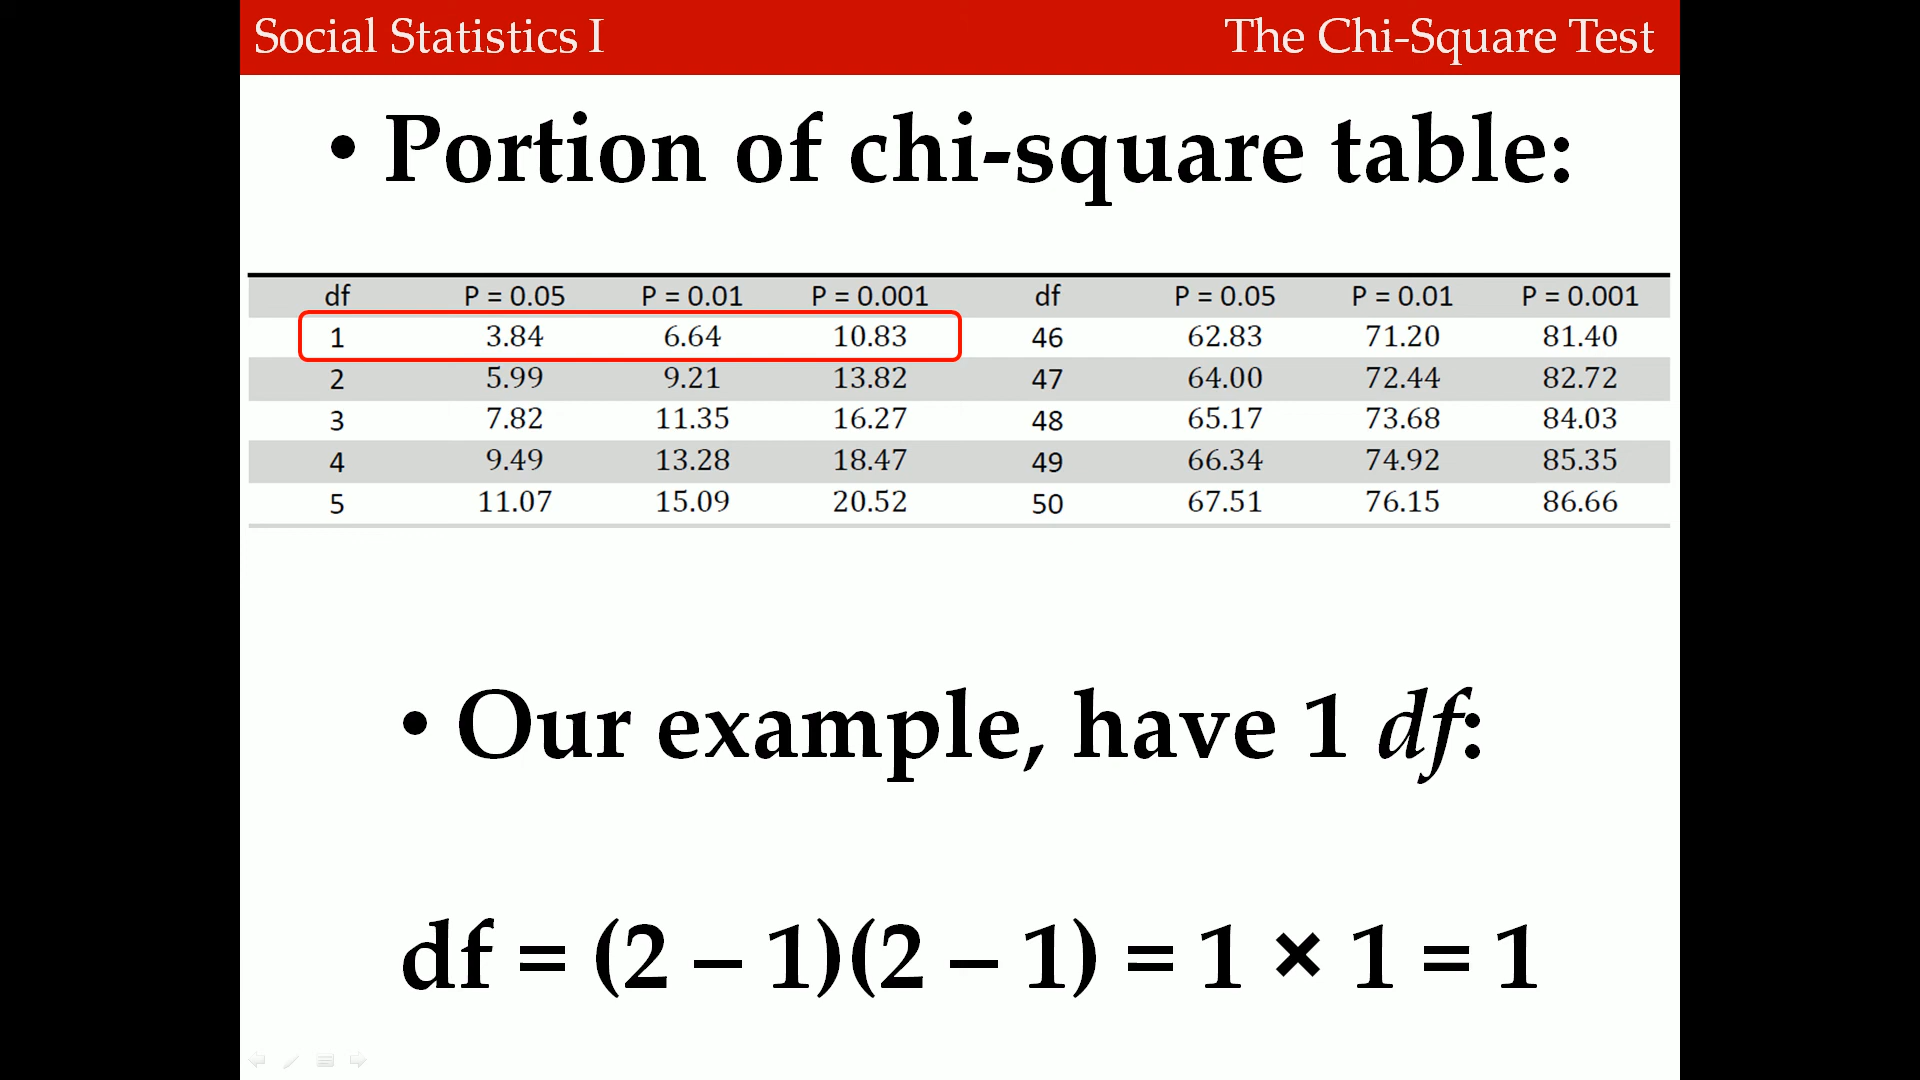 Social Statistics I The Chi-Square Test
• Portion of chi-square table:
df P = 0.05 P = 0.01 P = 0.001 df P = 0.05 P = 0.01 P = 0.001
1 3.84 6.64 10.83 46 62.83 71.20 81.40
2 5.99 9.21 13.82 47 64.00 72.44 82.72
3 7.82 11.35 16.27 48 65.17 73.68 84.03
4 9.49 13.28 18.47 49 66.34 74.92 85.35
5 11.07 15.09 20.52 50 67.51 76.15 86.66
• Our example, have 1 df:
df = (2 – 1)(2 – 1) = 1 × 1 = 1